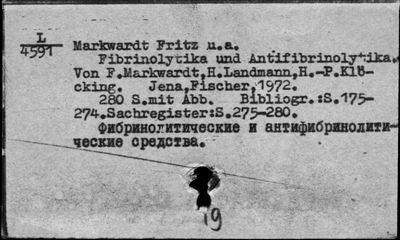 L
4591
Markwardt Fritz u.a.
Fibrinolytika und Antifibrinolytika.
Von F.Markwardt,H.Landmann,H.-P.Klö-
cking. Jena,Fischer,1972.
280 S.mit Abb. Bibliogr.:S.175-
274.Sachregister:S.275-280.
Фибринолитические и антифибринолити-
ческие средства.
19